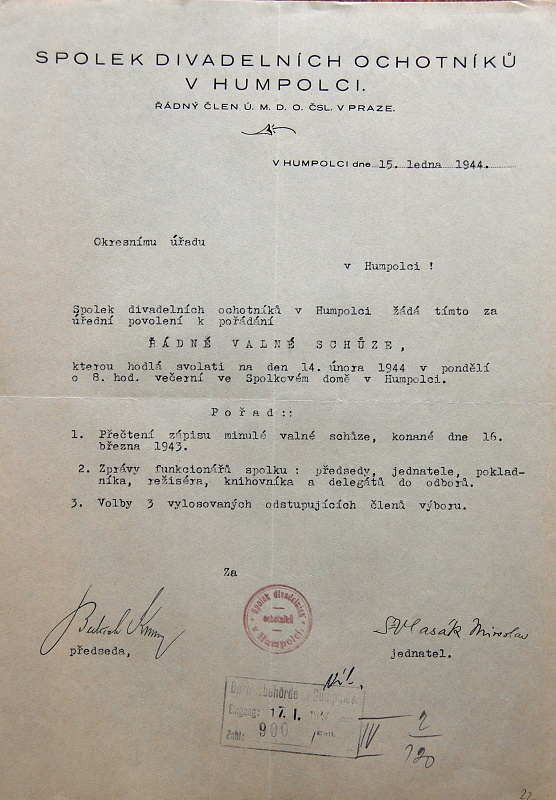 SPOLEK DIVADELNÍCH OCHOTNÍKŮ
V HUMPOLCI.
ŘÁDNÝ ČLEN Ú. M. D. O. ČSL. V PRAZE.
V HUMPOLCI dne 15. ledna 1944.
Okresnímu úřadu
v Humpolci !
Spolek divadelních ochotníků v Humpolci žádá tímto za
úřední povolení k pořádání
ŘÁDNÉ VALNÉ SCHŮZE,
kterou hodlá svolati na den 14. února 1944 v pondělí
o 8. hod. večerní ve Spolkovém domě v Humpolci.
Pořad::
1. Přečtení zápisu minulé valné schůze, konané dne 16.
března 1943.
2. Zprávy funkcionářů spolku : předsedy, jednatele, poklad-
níka, režiséra, knihovníka a delegátů do odborů.
3. Volby 3 vylosovaných odstupujících členů výboru.
Za
Spolek divadelních
ochotníků
v Humpolci.
Vlasák Miroslav
předseda,
jednatel.
Eingang: 17. I.
Zahl: 900
IV 2
120